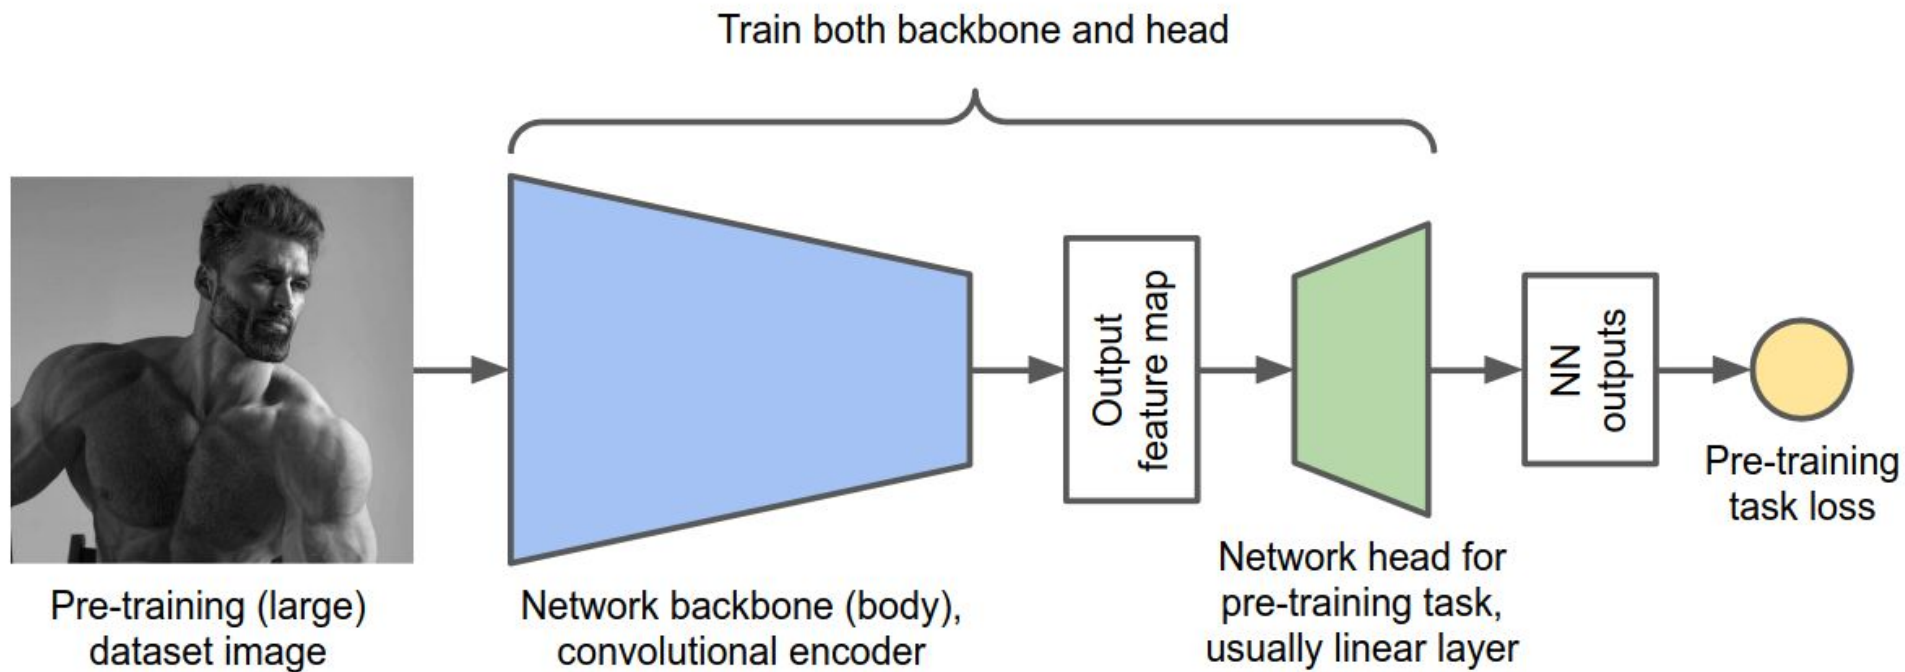 Train both backbone and head
Output
feature map
NN
outputs
Pre-training
task loss
Pre-training (large)
dataset image
Network backbone (body),
convolutional encoder
Network head for
pre-training task,
usually linear layer